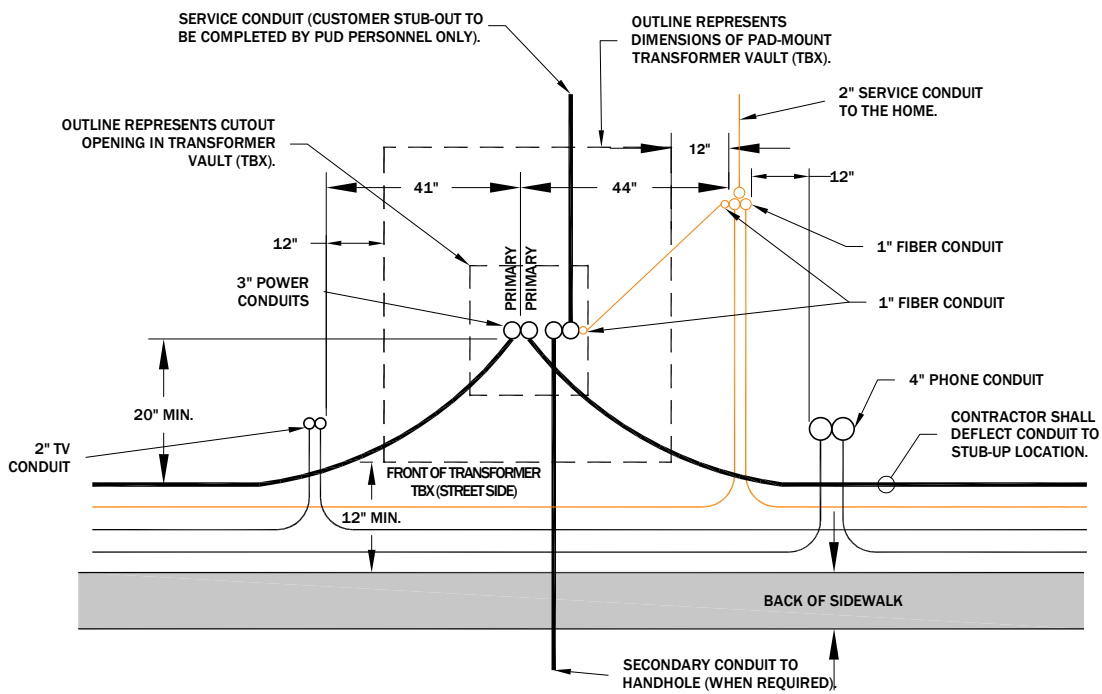 SERVICE CONDUIT (CUSTOMER STUB-OUT TO
BE COMPLETED BY PUD PERSONNEL ONLY).
OUTLINE REPRESENTS
DIMENSIONS OF PAD-MOUNT
TRANSFORMER VAULT (TBX).
2" SERVICE CONDUIT
TO THE HOME.
OUTLINE REPRESENTS CUTOUT
OPENING IN TRANSFORMER
VAULT (TBX).
12"
41"
44"
12"
12"
1" FIBER CONDUIT
3" POWER
CONDUITS
PRIMARY
PRIMARY
1" FIBER CONDUIT
4" PHONE CONDUIT
20" MIN.
CONTRACTOR SHALL
DEFLECT CONDUIT TO
STUB-UP LOCATION.
2" TV
CONDUIT
FRONT OF TRANSFORMER
TBX (STREET SIDE)
12" MIN.
BACK OF SIDEWALK
SECONDARY CONDUIT TO
HANDHOLE (WHEN REQUIRED).